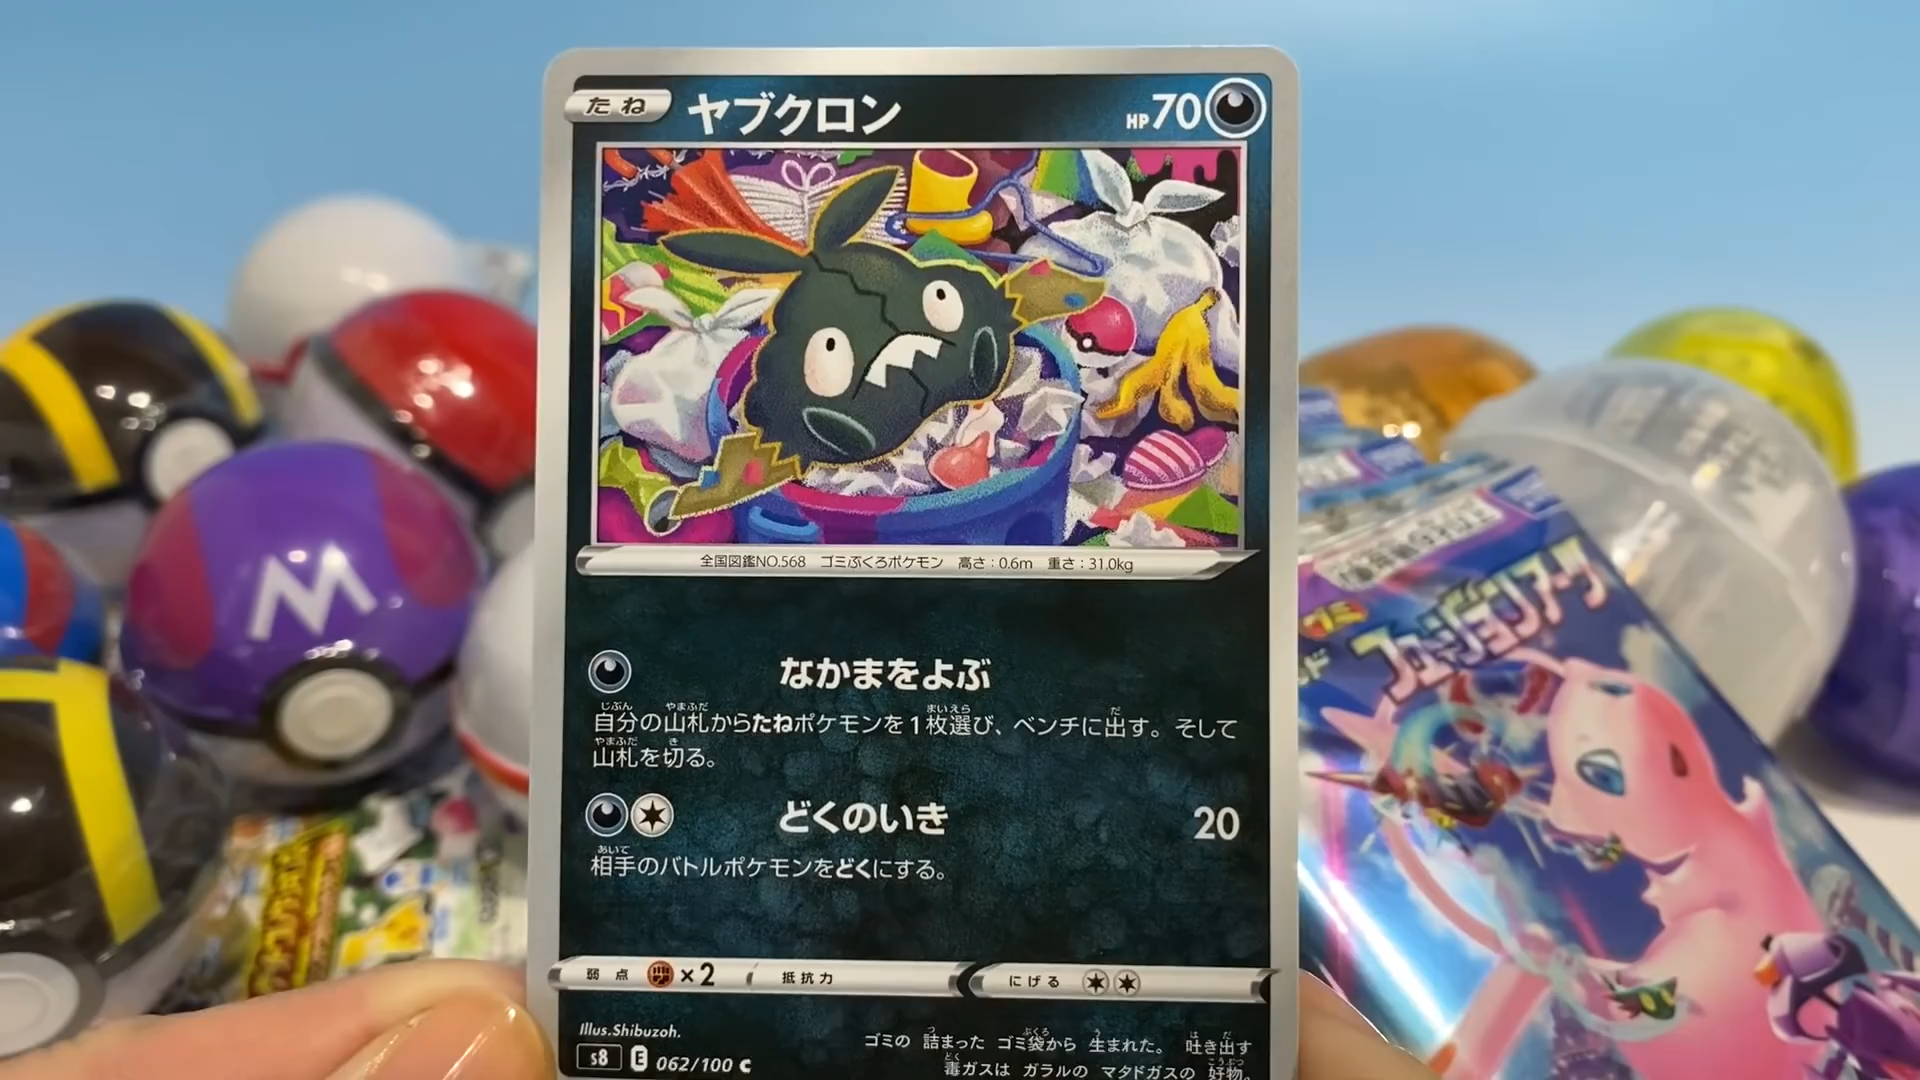 たね ヤブクロン HP70
全国図鑑NO.568 ゴミぶくろポケモン 高さ:0.6m 重さ:31.0kg
なかまをよぶ
自分の山札からたねポケモンを1枚選び、ベンチに出す。そして
山札を切る。
どくのいき 20
相手のバトルポケモンをどくにする。
弱点 ×2 抵抗力 にげる
Illus.Shibuzoh.
s8 E 062/100 C
ゴミの 詰まった ゴミ袋から 生まれた。 吐き出す
毒ガスは ガラルの マタドガスの 好物。
M
フュージョンアーツ